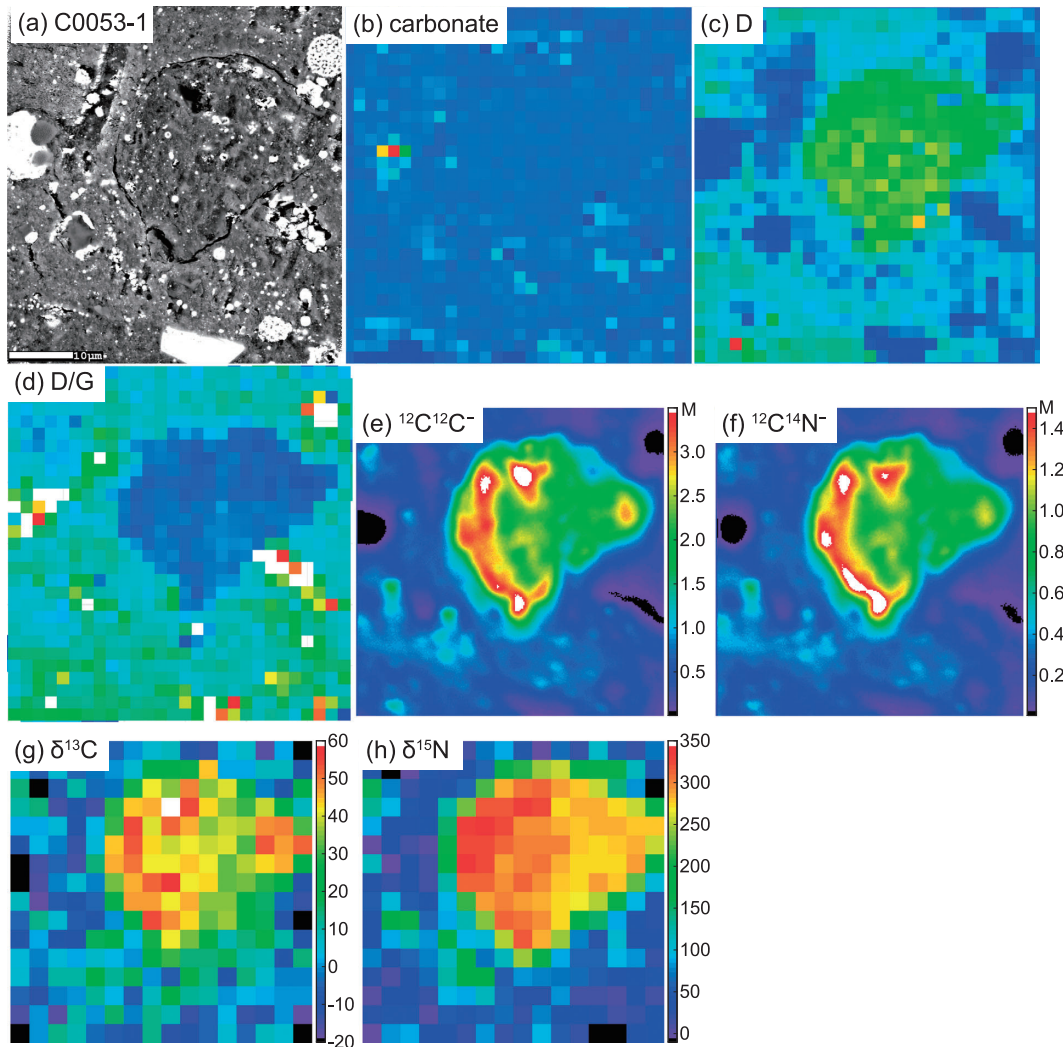 (a) C0053-1
(b) carbonate
(c) D
10μm
(d) D/G
(e) ¹²C¹²C⁻
M
3.5
3.0
2.5
2.0
1.5
1.0
0.5
(f) ¹²C¹⁴N⁻
M
1.4
1.2
1.0
0.8
0.6
0.4
0.2
(g) δ¹³C
60
50
40
30
20
10
0
-10
-20
(h) δ¹⁵N
350
300
250
200
150
100
50
0